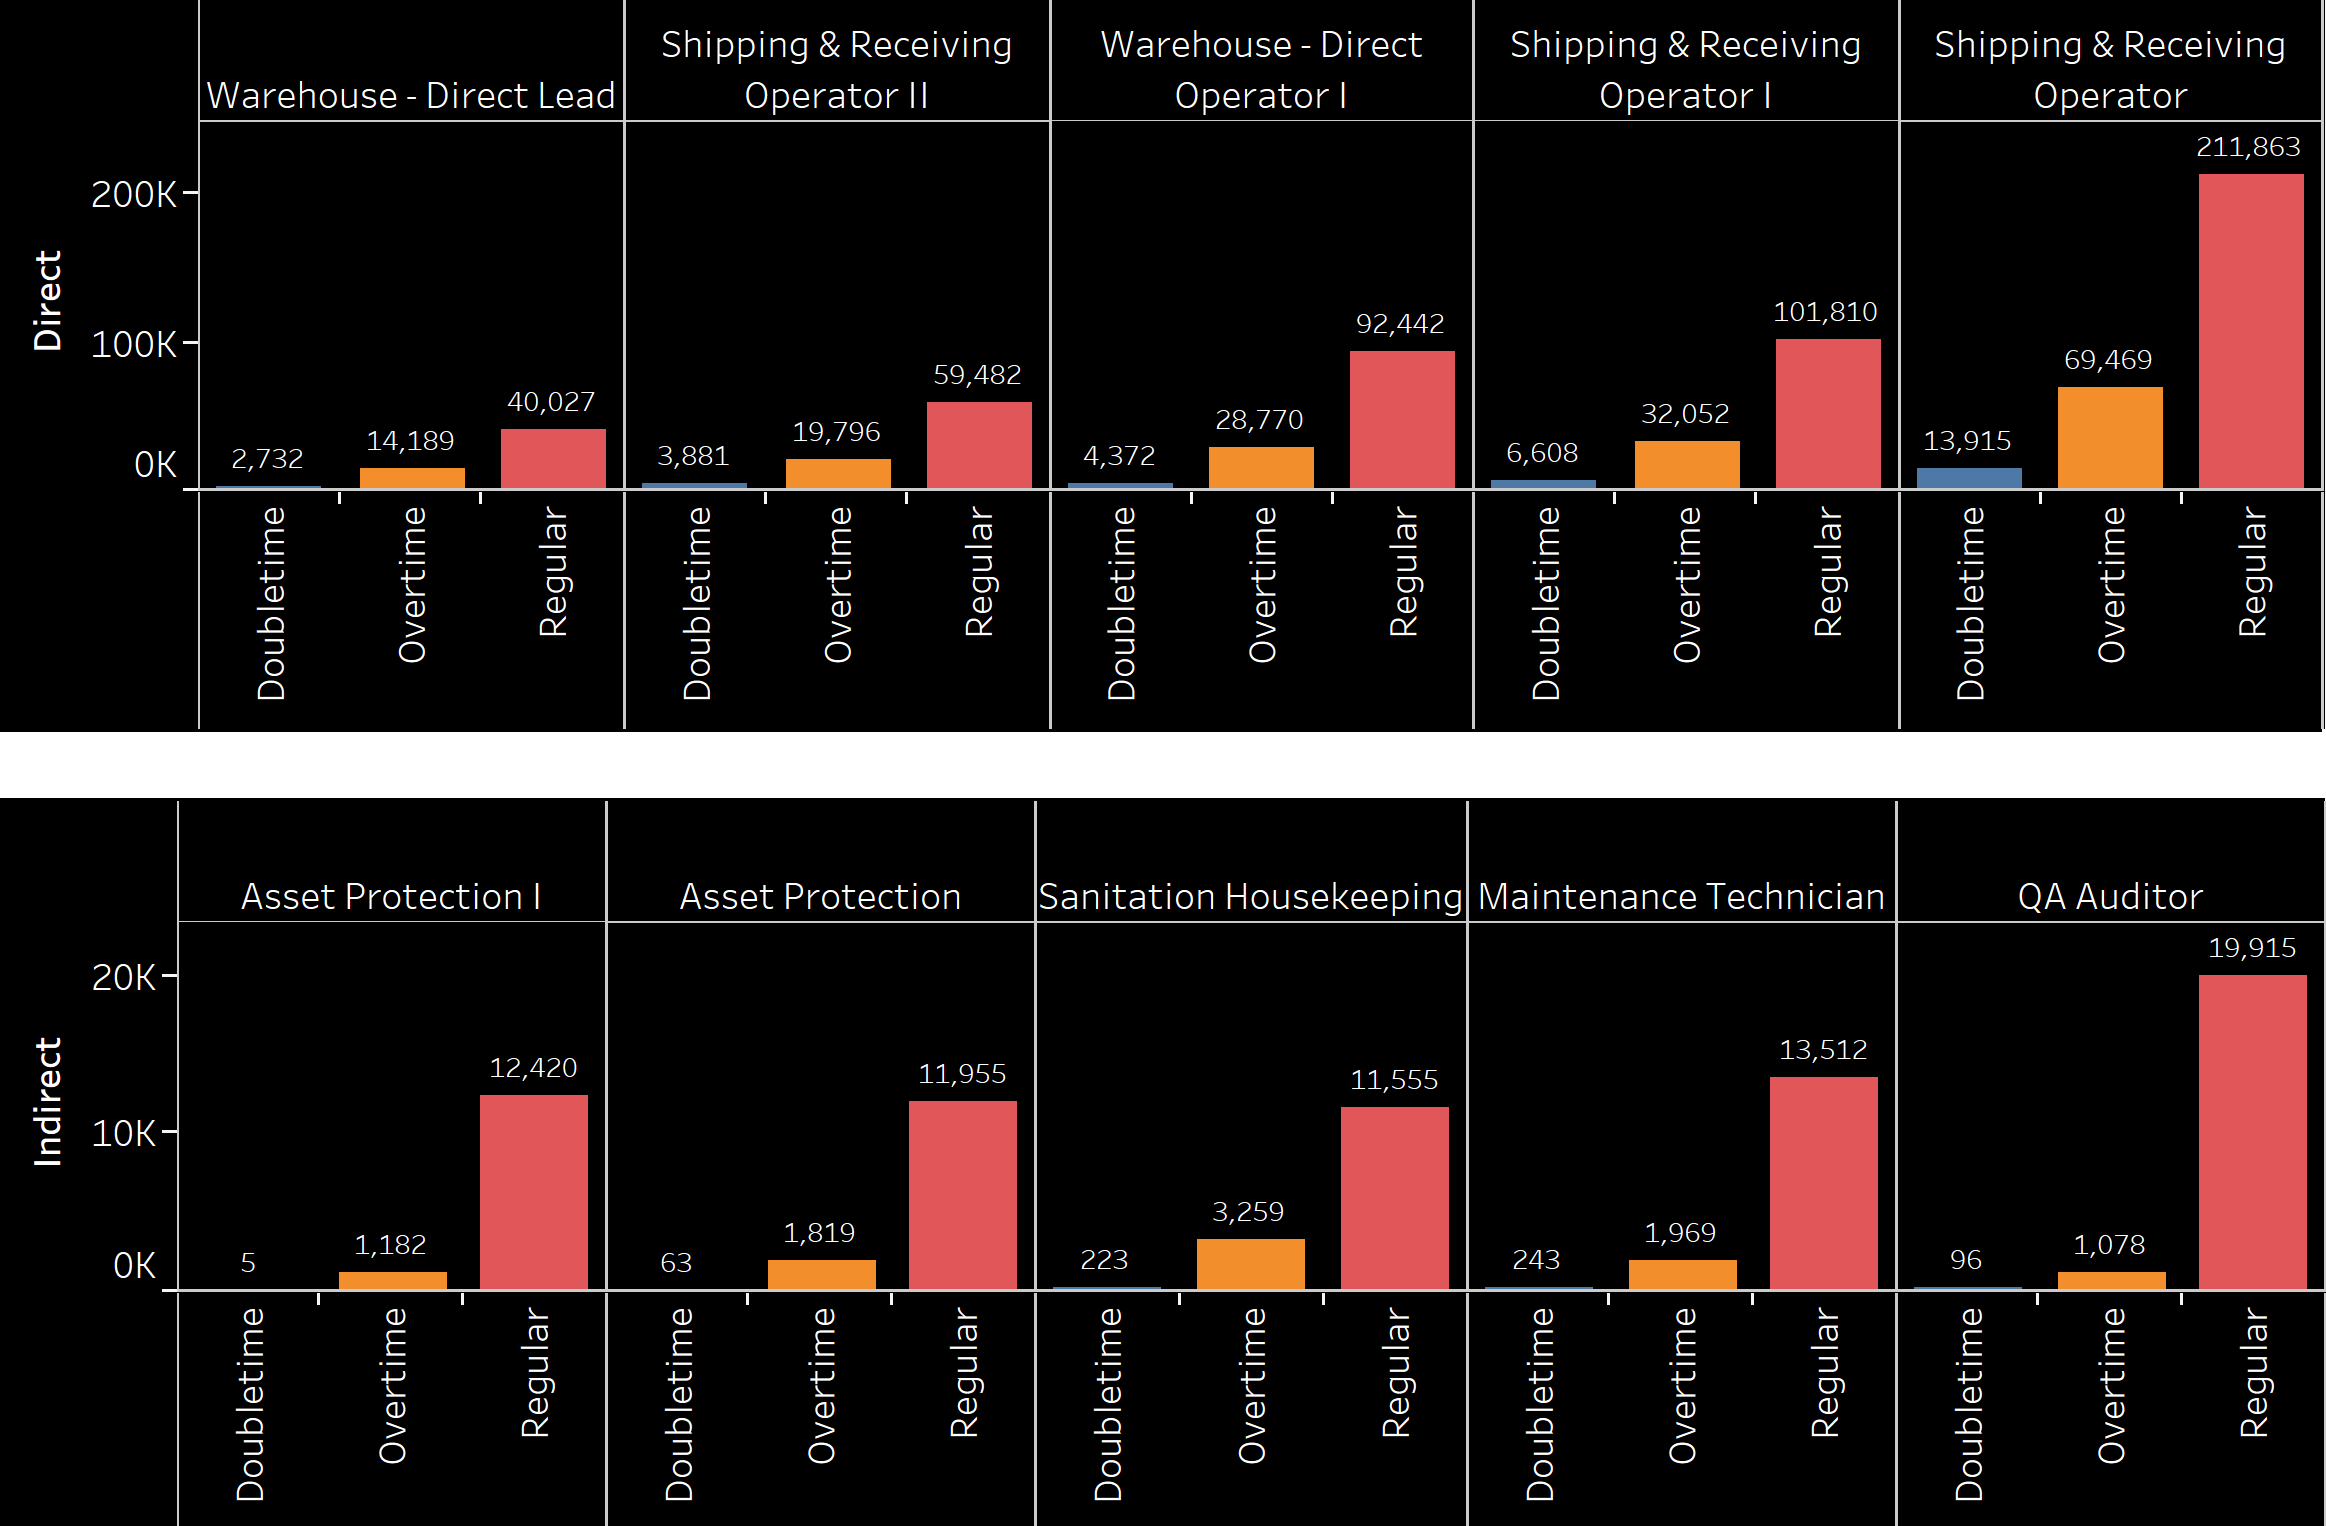 Shipping & Receiving Warehouse - Direct Shipping & Receiving Shipping & Receiving
Warehouse - Direct Lead Operator II Operator I Operator I Operator
Direct
200K
100K
0K
2,732 14,189 40,027
3,881 19,796 59,482
4,372 28,770 92,442
6,608 32,052 101,810
13,915 69,469 211,863
Doubletime Overtime Regular Doubletime Overtime Regular Doubletime Overtime Regular Doubletime Overtime Regular Doubletime Overtime Regular
Asset Protection I Asset Protection Sanitation Housekeeping Maintenance Technician QA Auditor
Indirect
20K
10K
0K
5 1,182 12,420
63 1,819 11,955
223 3,259 11,555
243 1,969 13,512
96 1,078 19,915
Doubletime Overtime Regular Doubletime Overtime Regular Doubletime Overtime Regular Doubletime Overtime Regular Doubletime Overtime Regular